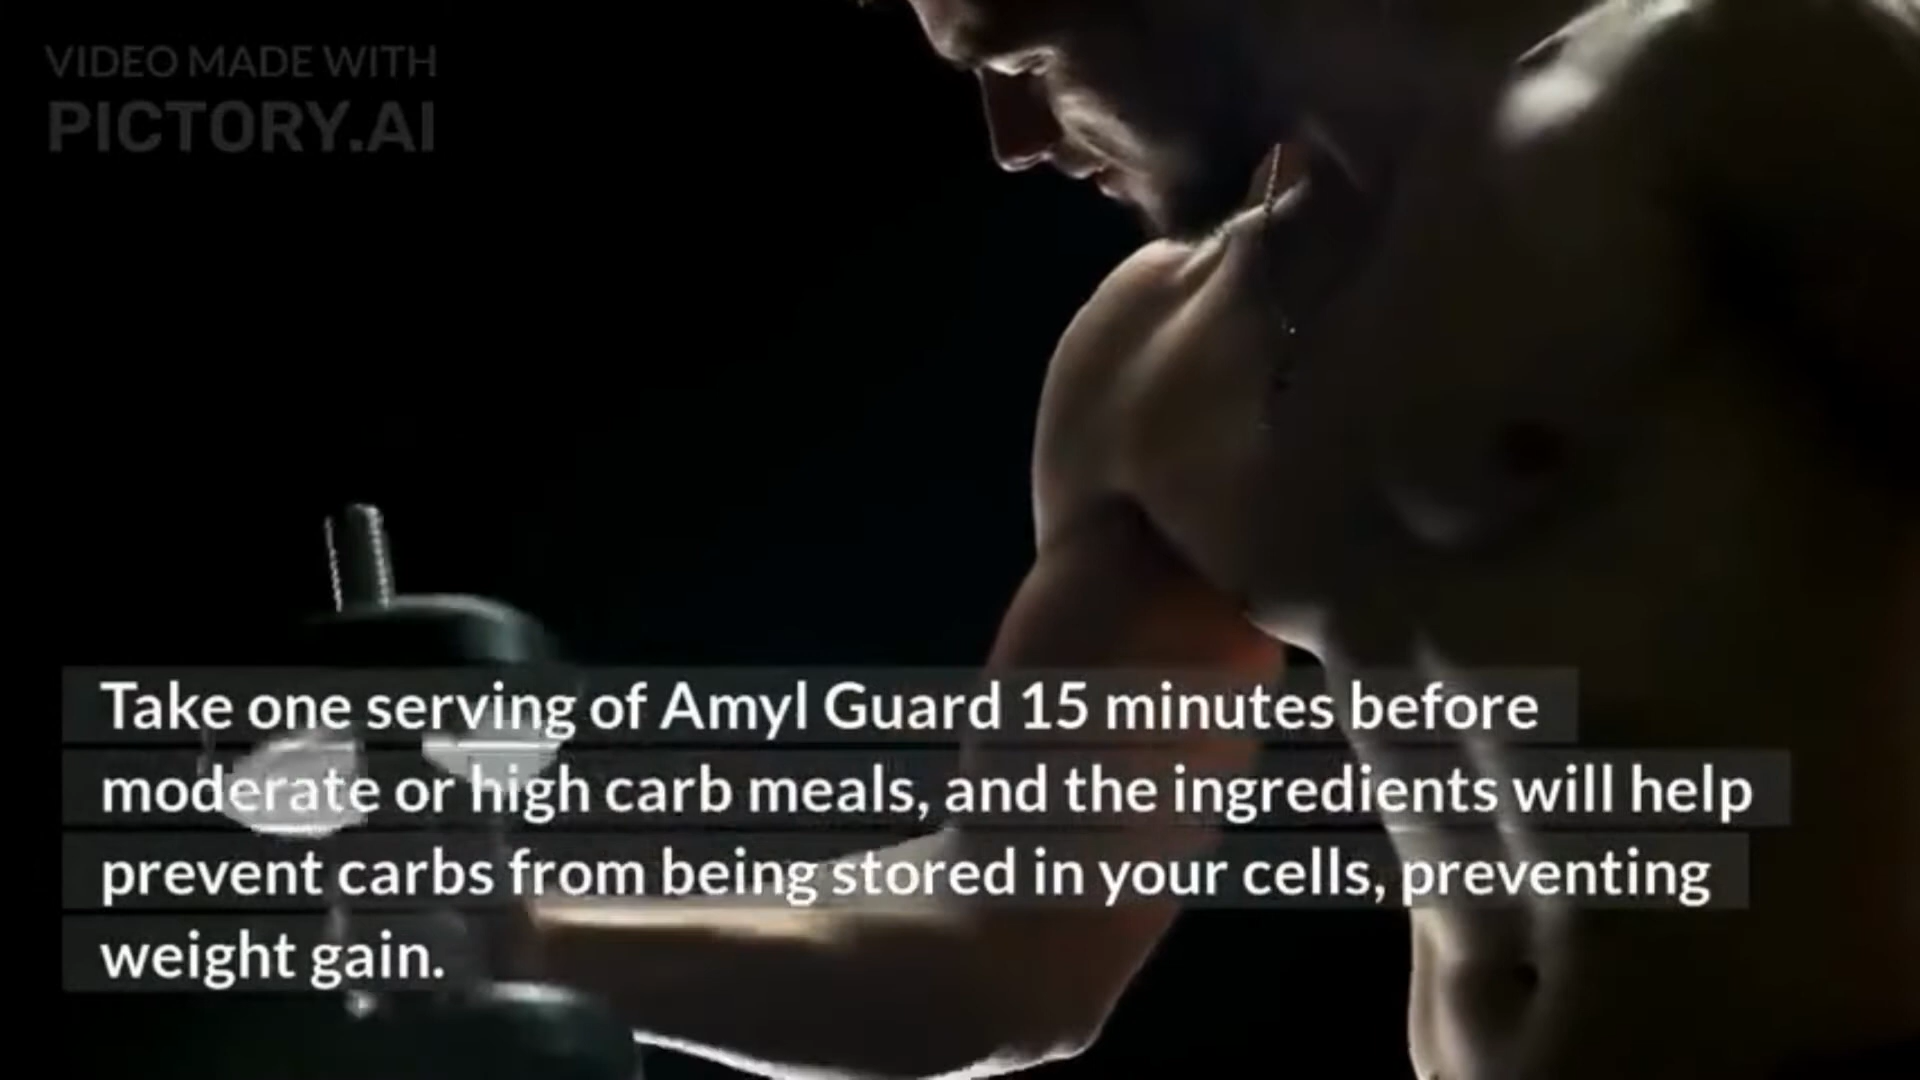 VIDEO MADE WITH
PICTORY.AI
Take one serving of Amyl Guard 15 minutes before
moderate or high carb meals, and the ingredients will help
prevent carbs from being stored in your cells, preventing
weight gain.